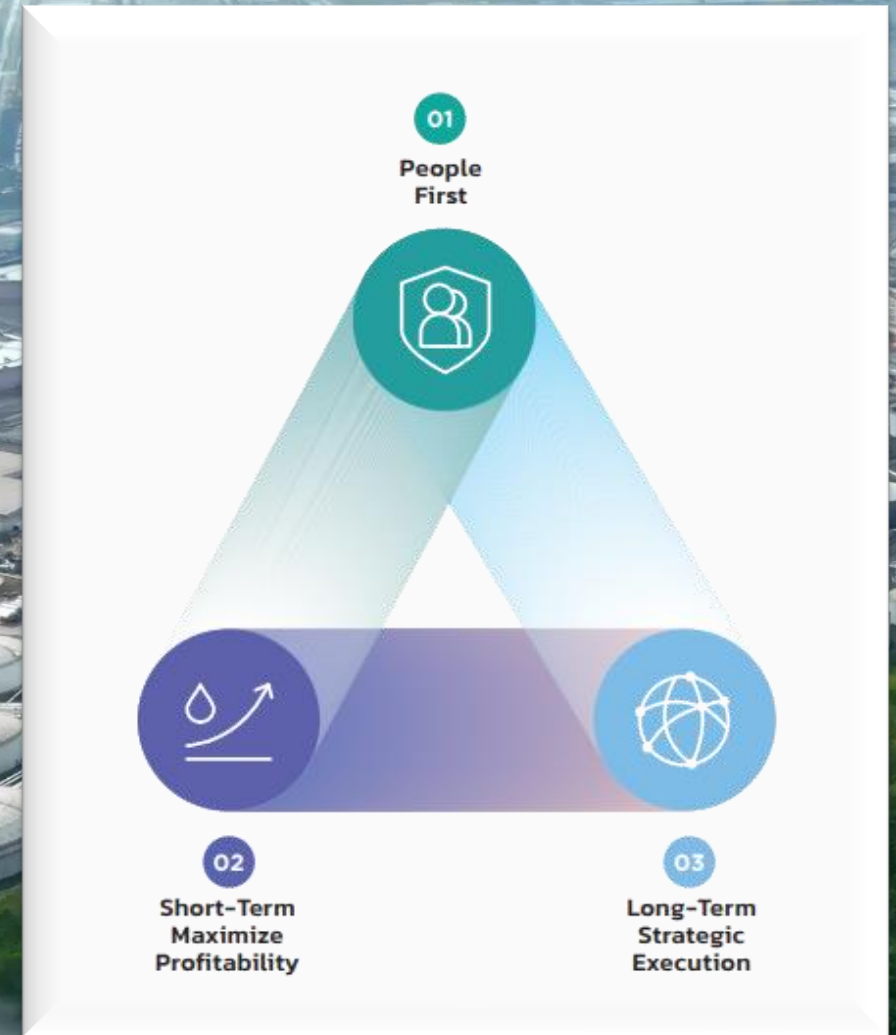 01
People
First
02
Short-Term
Maximize
Profitability
03
Long-Term
Strategic
Execution